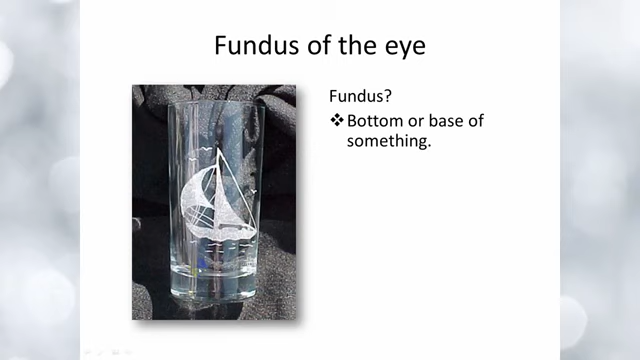 Fundus of the eye
Fundus?
❖Bottom or base of
something.